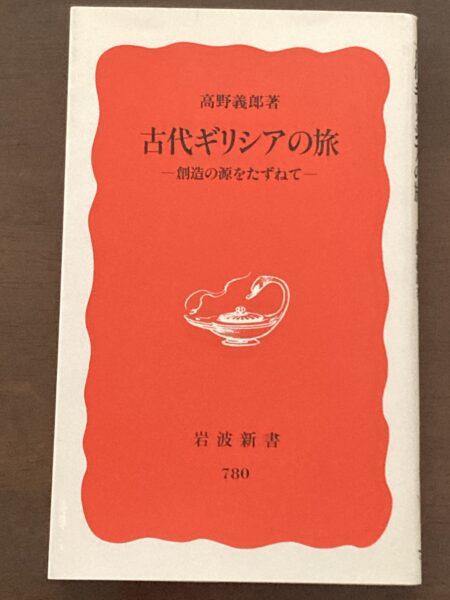 高野義郎著
古代ギリシアの旅
―創造の源をたずねて―
岩波新書
780